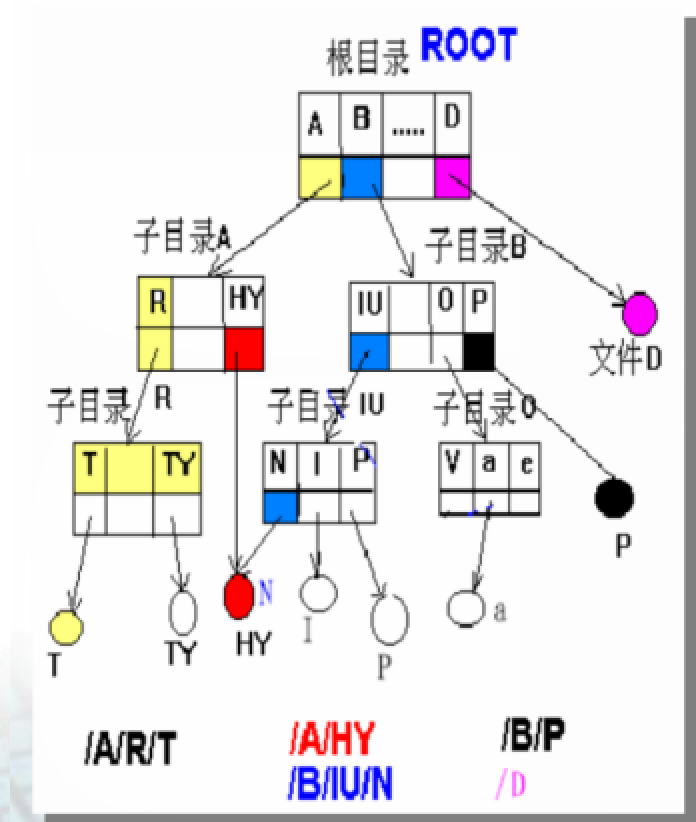 根目录 ROOT
A B ..... D
子目录A
子目录B
R HY
IU O P
文件D
子目录 R
子目录 IU
子目录O
T TY
N I P
V a e
P
N
a
T
TY
HY
I
P
/A/R/T
/A/HY
/B/P
/B/IU/N
/D